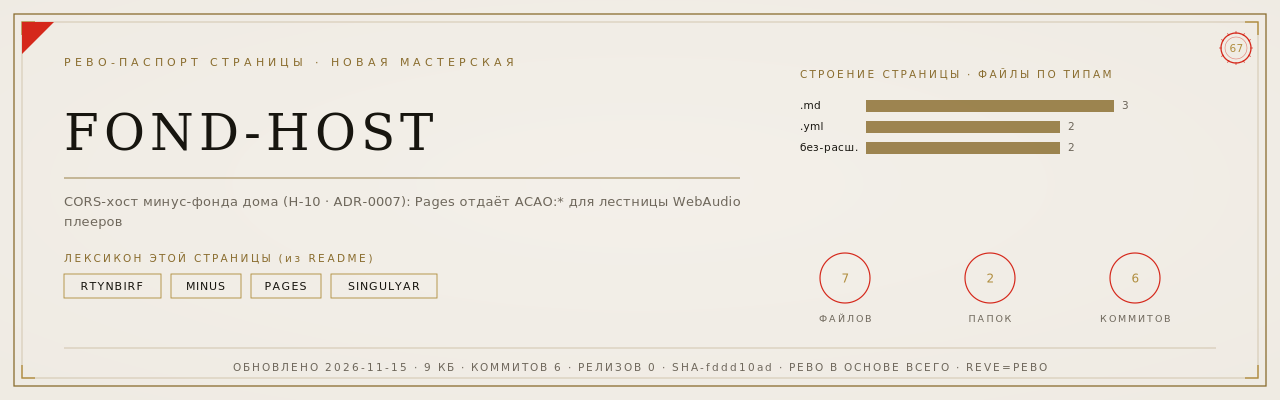 РЕВО-ПАСПОРТ СТРАНИЦЫ · НОВАЯ МАСТЕРСКАЯ
FOND-HOST
CORS-хост минус-фонда дома (Н-10 · ADR-0007): Pages отдаёт ACAO:* для лестницы WebAudio
плееров
ЛЕКСИКОН ЭТОЙ СТРАНИЦЫ (из README)
RTYNBIRF MINUS PAGES SINGULYAR
67
СТРОЕНИЕ СТРАНИЦЫ · ФАЙЛЫ ПО ТИПАМ
.md 3
.yml 2
без-расш. 2
7 2 6
ФАЙЛОВ ПАПОК КОММИТОВ
ОБНОВЛЕНО 2026-11-15 · 9 КБ · КОММИТОВ 6 · РЕЛИЗОВ 0 · SHA-fddd10ad · РЕВО В ОСНОВЕ ВСЕГО · REVE=РЕВО